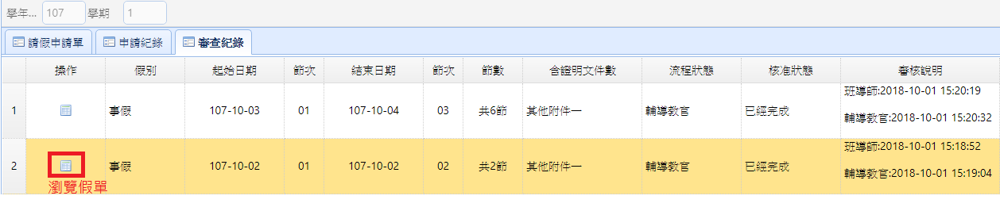 學年... 107 學期 1
請假申請單 申請紀錄 審查紀錄
操作 假別 起始日期 節次 結束日期 節次 節數 含證明文件數 流程狀態 核准狀態 審核說明
1 事假 107-10-03 01 107-10-04 03 共6節 其他附件一 輔導教官 已經完成 班導師:2018-10-01 15:20:19
輔導教官:2018-10-01 15:20:32
2 事假 107-10-02 01 107-10-02 02 共2節 其他附件一 輔導教官 已經完成 班導師:2018-10-01 15:18:52
輔導教官:2018-10-01 15:19:04
瀏覽假單